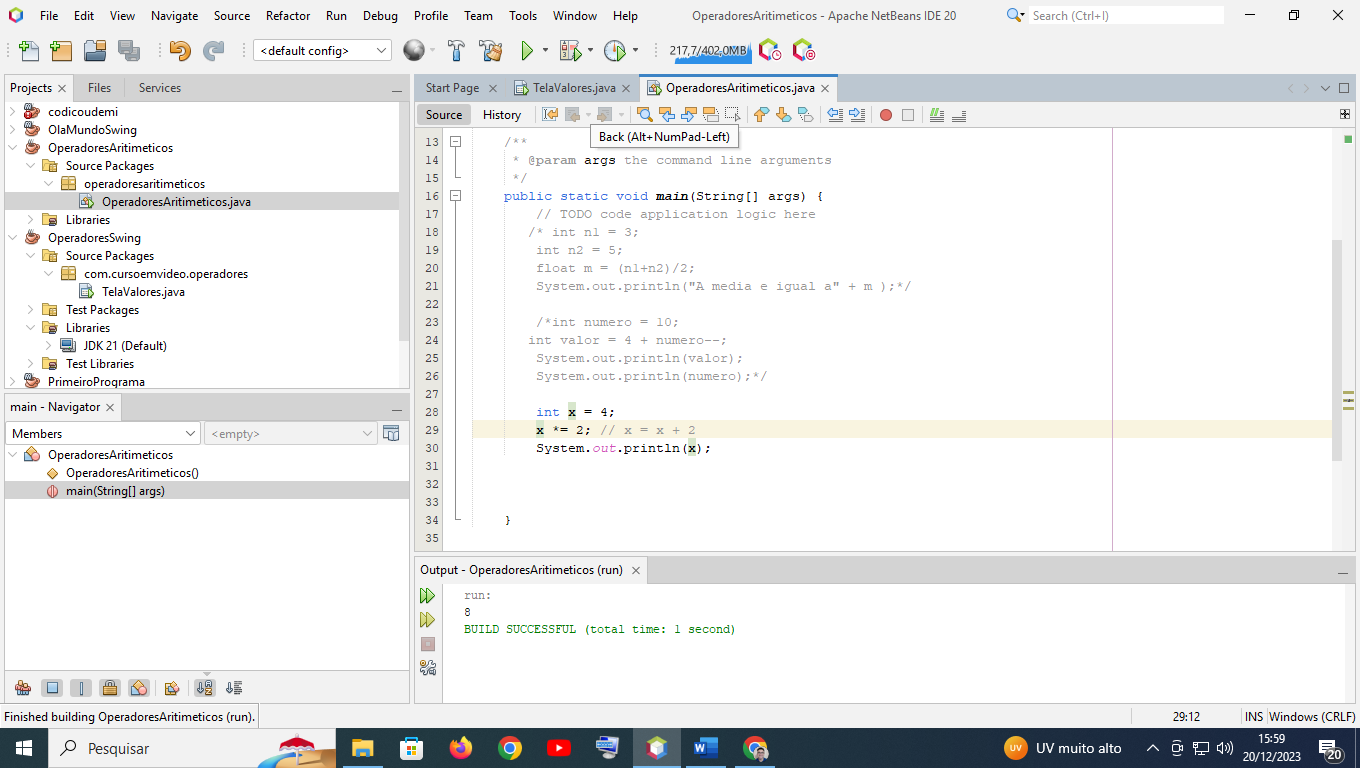 File Edit View Navigate Source Refactor Run Debug Profile Team Tools Window Help OperadoresAritimeticos - Apache NetBeans IDE 20 Search (Ctrl+I)
<default config> 217,7/402,0MB
Projects Files Services
codicoudemi
OlaMundoSwing
OperadoresAritimeticos
Source Packages
operadoresaritimeticos
OperadoresAritimeticos.java
Libraries
OperadoresSwing
Source Packages
com.cursoemvideo.operadores
TelaValores.java
Test Packages
Libraries
JDK 21 (Default)
Test Libraries
PrimeiroPrograma
main - Navigator
Members <empty>
OperadoresAritimeticos
OperadoresAritimeticos()
main(String[] args)
Start Page TelaValores.java OperadoresAritimeticos.java
Source History
Back (Alt+NumPad-Left)
13 /**
14 * @param args the command line arguments
15 */
16 public static void main(String[] args) {
17 // TODO code application logic here
18 /* int n1 = 3;
19 int n2 = 5;
20 float m = (n1+n2)/2;
21 System.out.println("A media e igual a" + m );*/
22
23 /*int numero = 10;
24 int valor = 4 + numero--;
25 System.out.println(valor);
26 System.out.println(numero);*/
27
28 int x = 4;
29 x *= 2; // x = x + 2
30 System.out.println(x);
31
32
33
34 }
35
Output - OperadoresAritimeticos (run)
run:
8
BUILD SUCCESSFUL (total time: 1 second)
Finished building OperadoresAritimeticos (run). 29:12 INS Windows (CRLF)
Pesquisar UV UV muito alto 15:59
20/12/2023 20